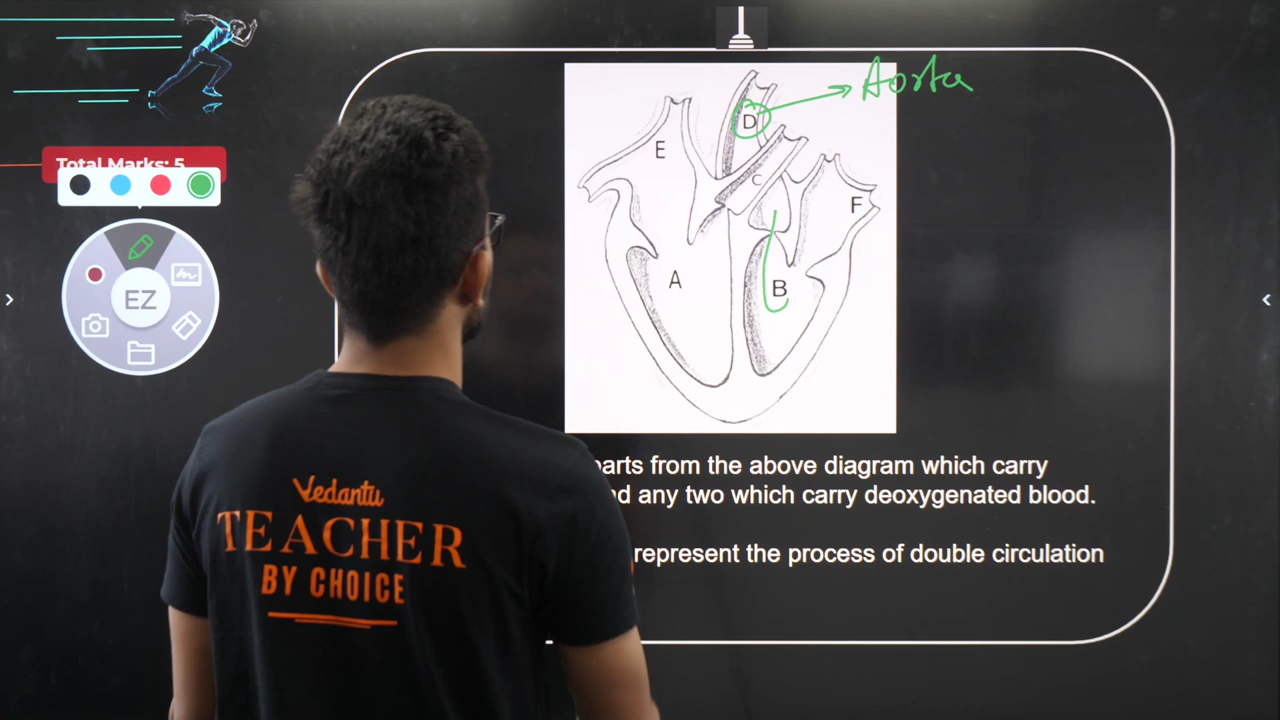 Total Marks: 5
EZ
Aorta
D
E
C
F
A
B
parts from the above diagram which carry
any two which carry deoxygenated blood.
represent the process of double circulation
Vedantu
TEACHER
BY CHOICE